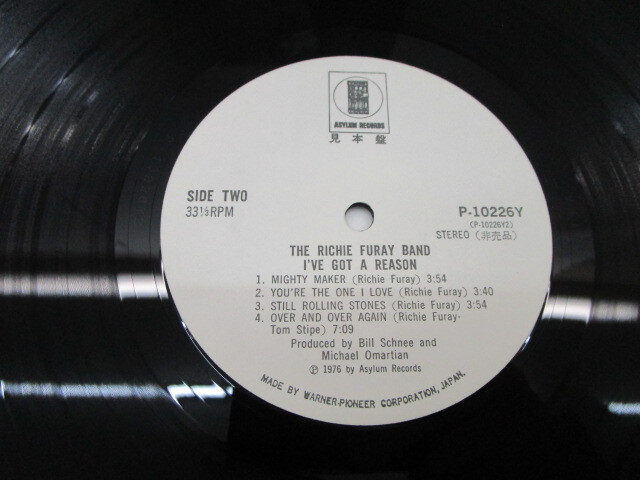 ASYLUM RECORDS
見本盤
SIDE TWO
33⅓RPM
P-10226Y
(P-10226Y2)
STEREO (非売品)
THE RICHIE FURAY BAND
I'VE GOT A REASON
1. MIGHTY MAKER (Richie Furay) 3:54
2. YOU'RE THE ONE I LOVE (Richie Furay) 3:40
3. STILL ROLLING STONES (Richie Furay) 3:54
4. OVER AND OVER AGAIN (Richie Furay-
Tom Stipe) 7:09
Produced by Bill Schnee and
Michael Omartian
℗ 1976 by Asylum Records
MADE BY WARNER-PIONEER CORPORATION, JAPAN.